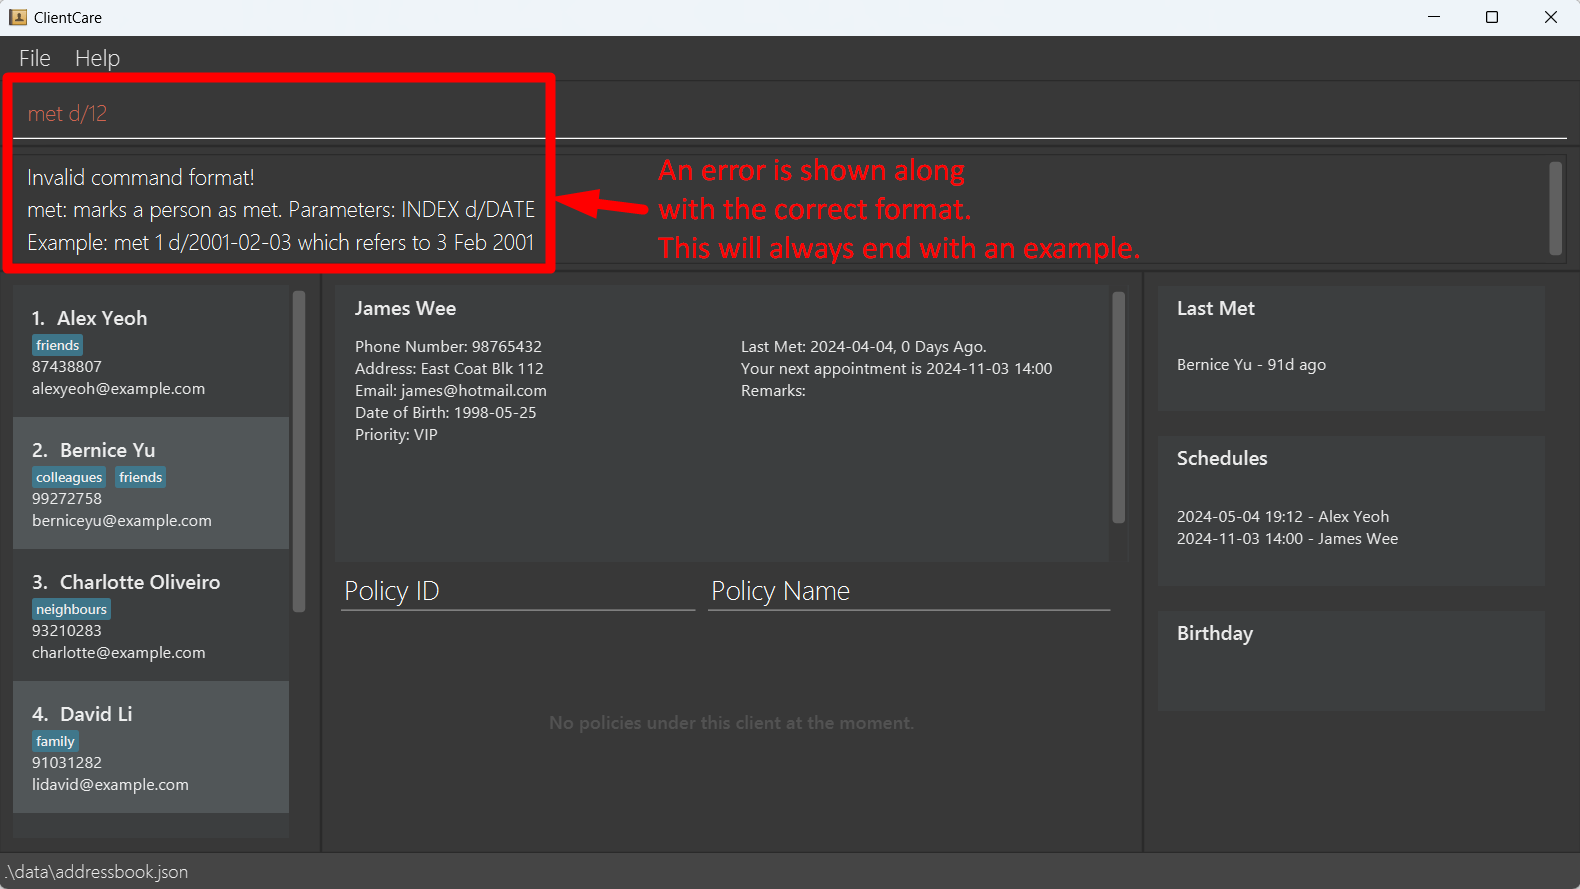 ClientCare
File Help
met d/12
Invalid command format!
met: marks a person as met. Parameters: INDEX d/DATE
Example: met 1 d/2001-02-03 which refers to 3 Feb 2001
An error is shown along
with the correct format.
This will always end with an example.
1. Alex Yeoh
friends
87438807
alexyeoh@example.com
2. Bernice Yu
colleagues friends
99272758
berniceyu@example.com
3. Charlotte Oliveiro
neighbours
93210283
charlotte@example.com
4. David Li
family
91031282
lidavid@example.com
James Wee
Phone Number: 98765432
Address: East Coat Blk 112
Email: james@hotmail.com
Date of Birth: 1998-05-25
Priority: VIP
Last Met: 2024-04-04, 0 Days Ago.
Your next appointment is 2024-11-03 14:00
Remarks:
Policy ID Policy Name
No policies under this client at the moment.
Last Met
Bernice Yu - 91d ago
Schedules
2024-05-04 19:12 - Alex Yeoh
2024-11-03 14:00 - James Wee
Birthday
.\data\addressbook.json